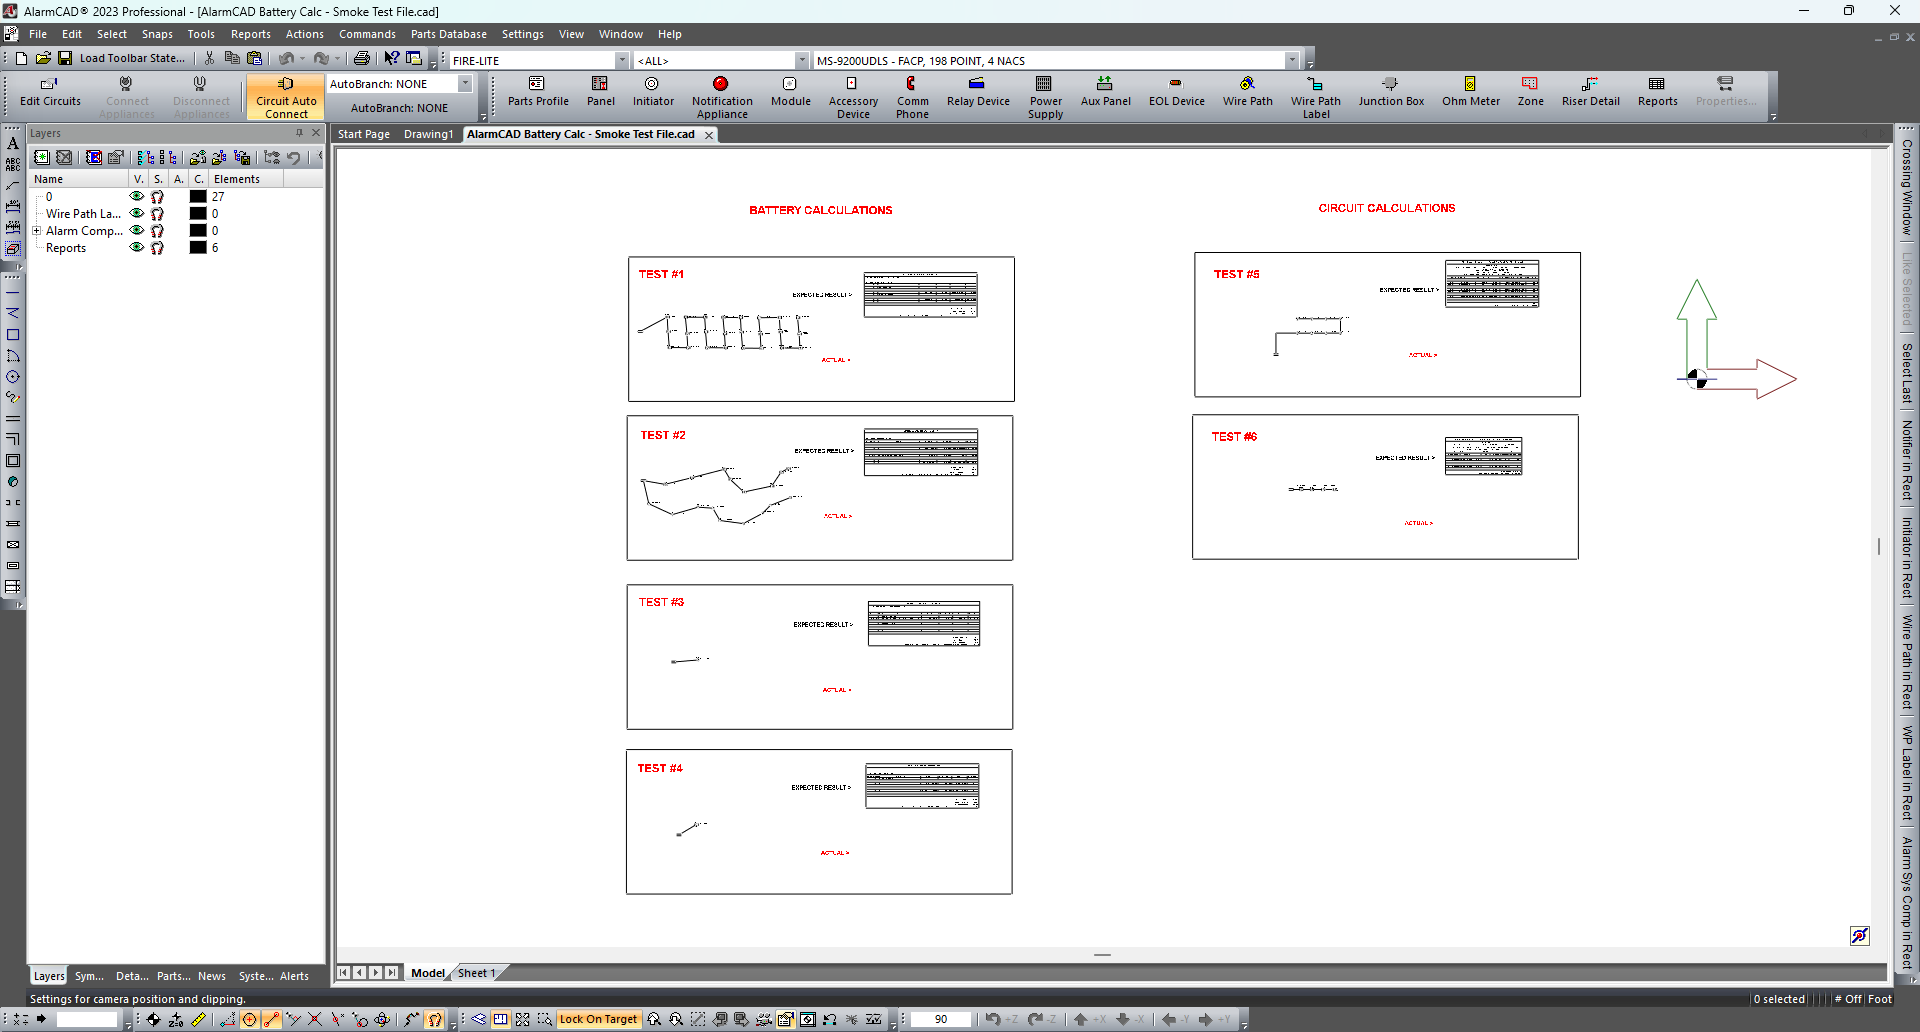 AlarmCAD® 2023 Professional - [AlarmCAD Battery Calc - Smoke Test File.cad]
File Edit Select Snaps Tools Reports Actions Commands Parts Database Settings View Window Help
Load Toolbar State... FIRE-LITE <ALL> MS-9200UDLS - FACP, 198 POINT, 4 NACS
Edit Circuits
Connect Appliances
Disconnect Appliances
Circuit Auto Connect
AutoBranch: NONE
AutoBranch: NONE
Parts Profile
Panel
Initiator
Notification Appliance
Module
Accessory Device
Comm Phone
Relay Device
Power Supply
Aux Panel
EOL Device
Wire Path
Wire Path Label
Junction Box
Ohm Meter
Zone
Riser Detail
Reports
Properties...
Layers
Start Page Drawing1 AlarmCAD Battery Calc - Smoke Test File.cad
Name V. S. A. C. Elements
0 27
Wire Path La... 0
Alarm Comp... 0
Reports 6
BATTERY CALCULATIONS
CIRCUIT CALCULATIONS
TEST #1
EXPECTED RESULT >
ACTUAL >
TEST #2
EXPECTED RESULT >
ACTUAL >
TEST #3
EXPECTED RESULT >
ACTUAL >
TEST #4
EXPECTED RESULT >
ACTUAL >
TEST #5
EXPECTED RESULT >
ACTUAL >
TEST #6
EXPECTED RESULT >
ACTUAL >
Crossing Window
Like Selected
Select Last
Notifier in Rect
Initiator in Rect
Wire Path in Rect
WP Label in Rect
Alarm Sys Comp in Rect
Layers Sym... Deta... Parts... News Syste... Alerts
Model Sheet 1
Settings for camera position and clipping.
0 selected # Off Foot
Lock On Target 90 +Z -Z +X -X -Y +Y